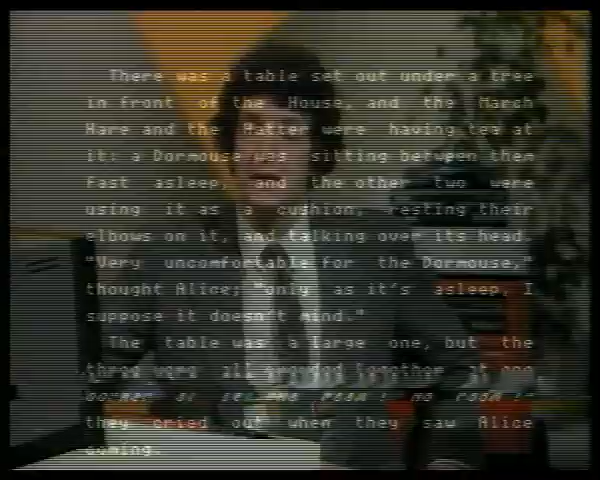 There was a table set out under a tree
in front of the House, and the March
Hare and the Hatter were having tea at
it: a Dormouse was sitting between them
fast asleep, and the other two were
using it as a cushion, resting their
elbows on it, and talking over its head.
"Very uncomfortable for the Dormouse,"
thought Alice; "only as it's asleep, I
suppose it doesn't mind."
The table was a large one, but the
three were all crowded together at one
room! no room!"
they cried out when they saw Alice
coming.